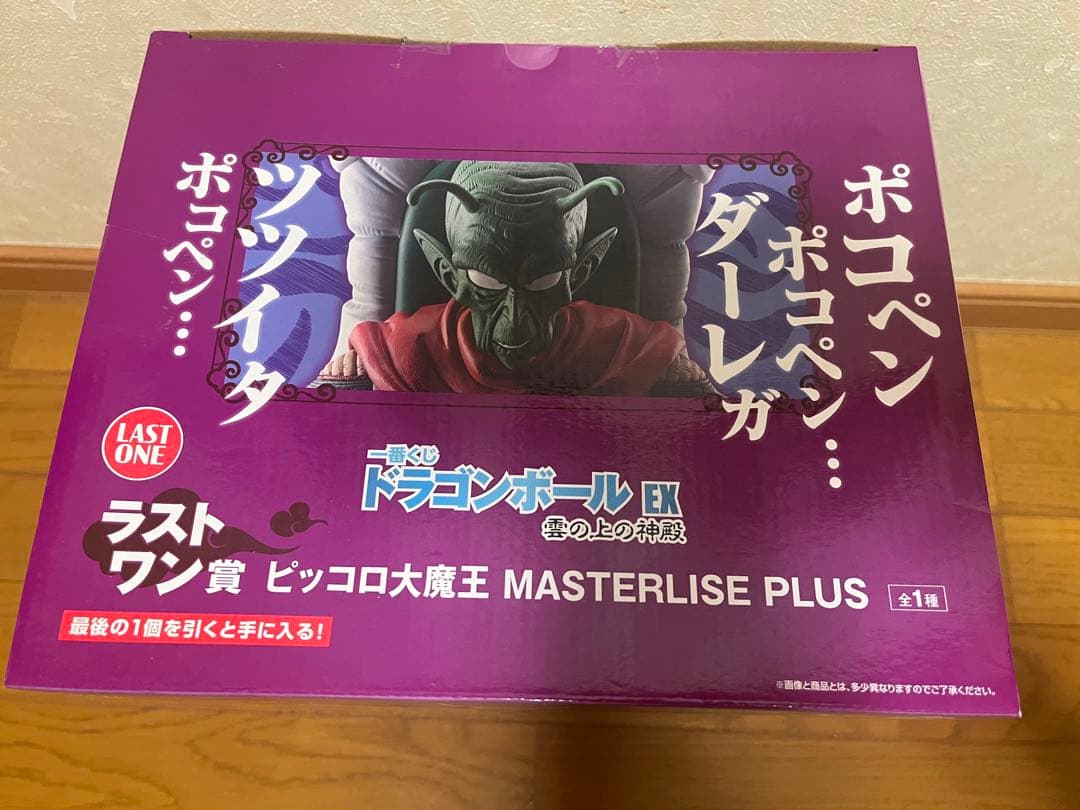 ポコペン
ポコペン…
ダーレガ
ツツイタ
ポコペン…
LAST
ONE
一番くじ
ドラゴンボール EX
雲の上の神殿
ラスト
ワン賞
ピッコロ大魔王 MASTERLISE PLUS
全1種
最後の1個を引くと手に入る!
※画像と商品とは、多少異なりますのでご了承ください。